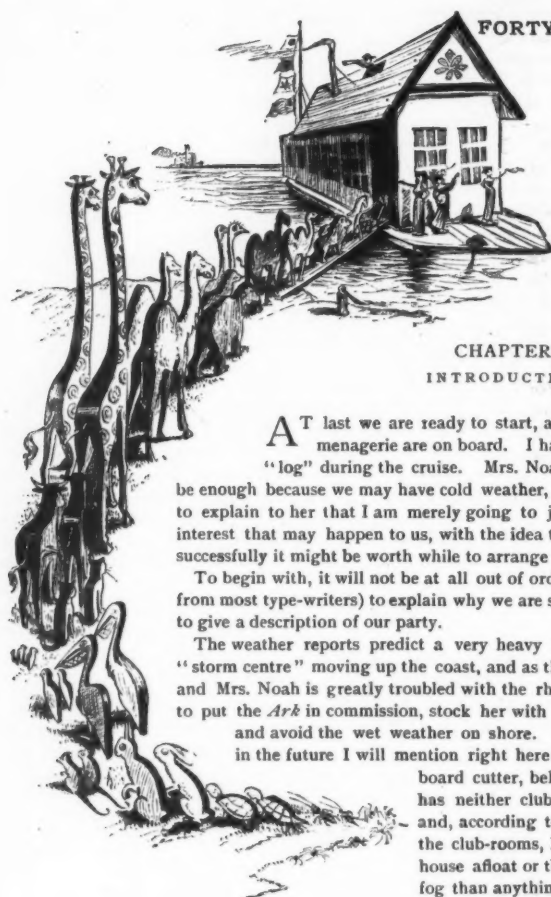 FORTY
CHAPTER
INTRODUCTI
AT last we are ready to start, a
menagerie are on board. I ha
"log" during the cruise. Mrs. Noa
be enough because we may have cold weather,
to explain to her that I am merely going to j
interest that may happen to us, with the idea t
successfully it might be worth while to arrange
To begin with, it will not be at all out of ord
from most type-writers) to explain why we are s
to give a description of our party.
The weather reports predict a very heavy
"storm centre" moving up the coast, and as t
and Mrs. Noah is greatly troubled with the rh
to put the Ark in commission, stock her with
and avoid the wet weather on shore.
in the future I will mention right here
board cutter, bel
has neither club
and, according t
the club-rooms,
house afloat or t
fog than anythin